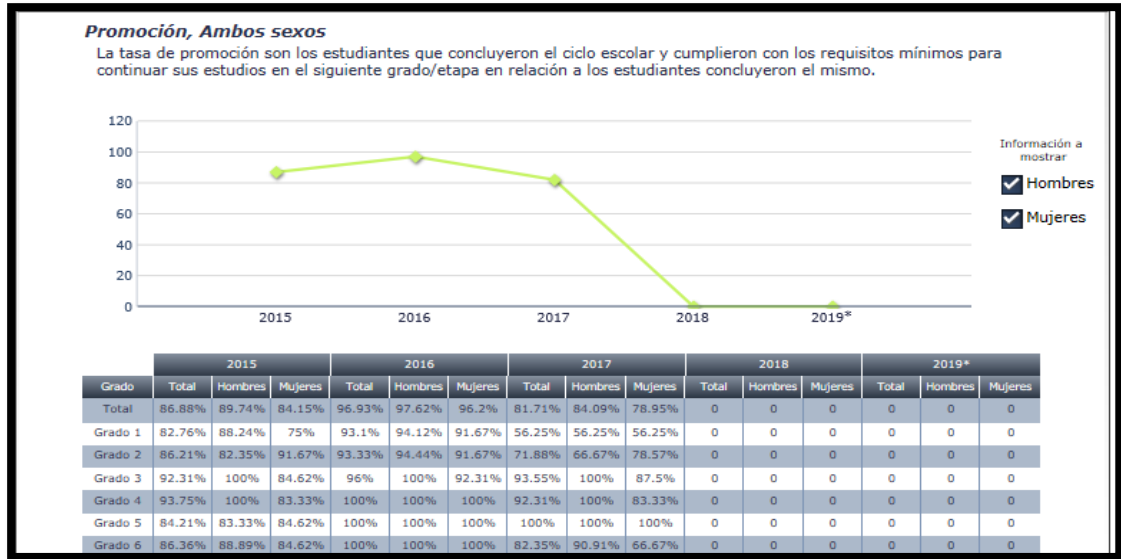 Promoción, Ambos sexos
La tasa de promoción son los estudiantes que concluyeron el ciclo escolar y cumplieron con los requisitos mínimos para
continuar sus estudios en el siguiente grado/etapa en relación a los estudiantes concluyeron el mismo.
120
100
80
60
40
20
0
2015 2016 2017 2018 2019*
Información a
mostrar
Hombres
Mujeres
2015 2016 2017 2018 2019*
Grado Total Hombres Mujeres Total Hombres Mujeres Total Hombres Mujeres Total Hombres Mujeres Total Hombres Mujeres
Total 86.88% 89.74% 84.15% 96.93% 97.62% 96.2% 81.71% 84.09% 78.95% 0 0 0 0 0 0
Grado 1 82.76% 88.24% 75% 93.1% 94.12% 91.67% 56.25% 56.25% 56.25% 0 0 0 0 0 0
Grado 2 86.21% 82.35% 91.67% 93.33% 94.44% 91.67% 71.88% 66.67% 78.57% 0 0 0 0 0 0
Grado 3 92.31% 100% 84.62% 96% 100% 92.31% 93.55% 100% 87.5% 0 0 0 0 0 0
Grado 4 93.75% 100% 83.33% 100% 100% 100% 92.31% 100% 83.33% 0 0 0 0 0 0
Grado 5 84.21% 83.33% 84.62% 100% 100% 100% 100% 100% 100% 0 0 0 0 0 0
Grado 6 86.36% 88.89% 84.62% 100% 100% 100% 82.35% 90.91% 66.67% 0 0 0 0 0 0